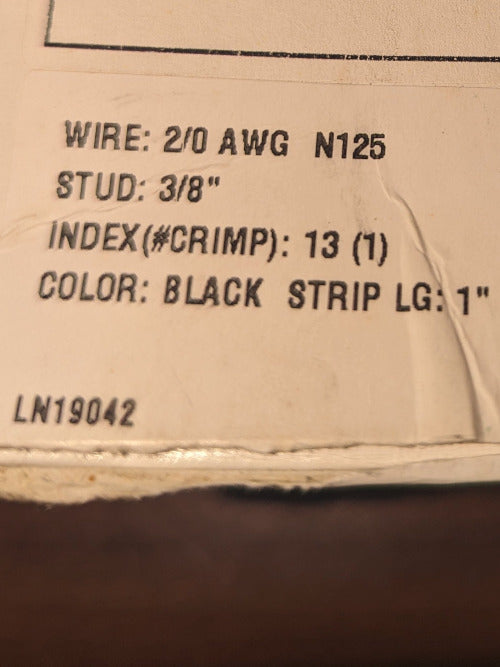 WIRE: 2/0 AWG N125
STUD: 3/8"
INDEX(#CRIMP): 13 (1)
COLOR: BLACK STRIP LG: 1"
LN19042